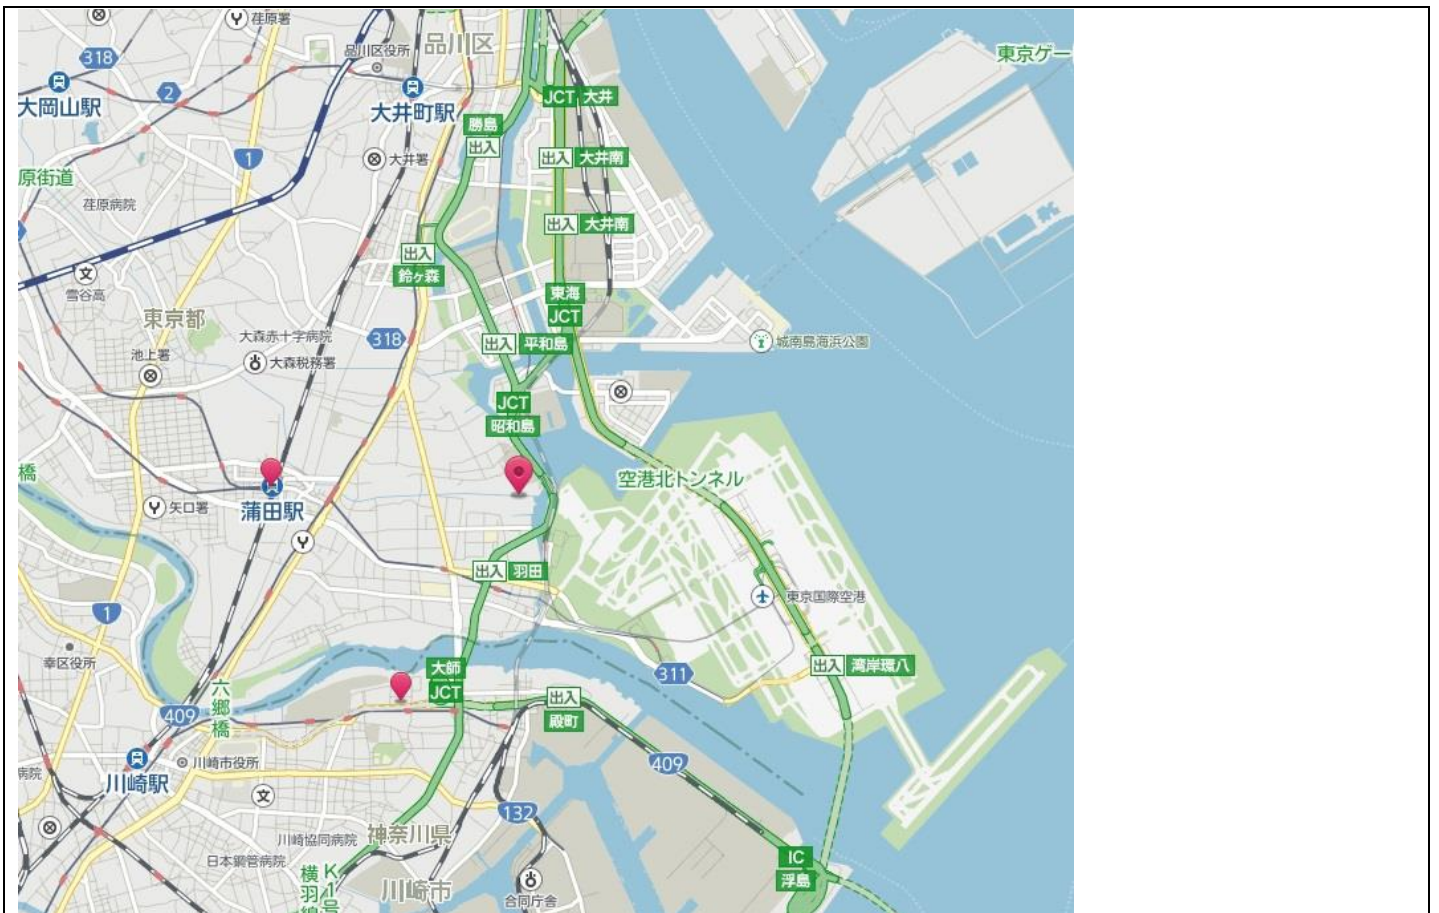 荏原署
318
品川区役所
品川区
東京ゲー
大岡山駅
2
大井町駅
JCT 大井
勝島
出入
1
大井署
出入 大井南
原街道
荏原病院
出入 大井南
出入
鈴ヶ森
文
雪谷高
東海
JCT
東京都
大森赤十字病院
318
出入 平和島
城南島海浜公園
池上署
大森税務署
JCT
昭和島
橋
空港北トンネル
矢口署
蒲田駅
出入 羽田
東京国際空港
1
幸区役所
大師
JCT
出入 湾岸環八
311
六郷橋
409
出入
殿町
川崎市役所
409
病院
川崎駅
文
132
川崎協同病院
神奈川県
日本鋼管病院
IC
浮島
横羽線
K1号
川崎市
合同庁舎